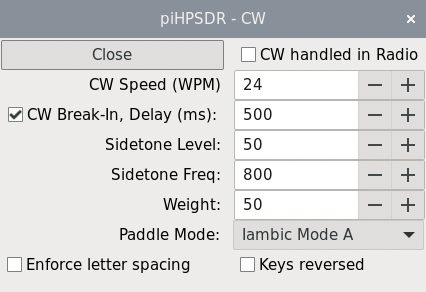 piHPSDR - CW ×
Close CW handled in Radio
CW Speed (WPM) 24 − +
CW Break-In, Delay (ms): 500 − +
Sidetone Level: 50 − +
Sidetone Freq: 800 − +
Weight: 50 − +
Paddle Mode: Iambic Mode A
Enforce letter spacing Keys reversed